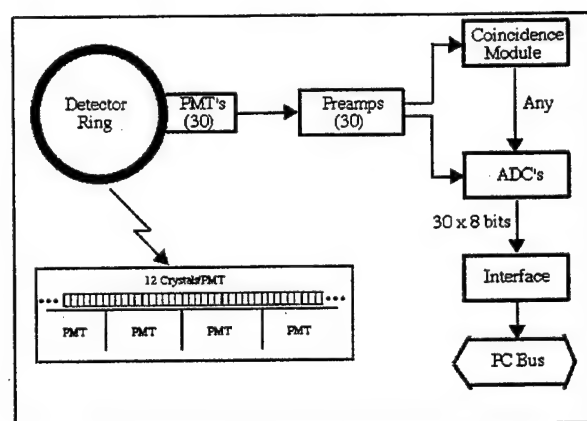 Coincidence
Module
Detector
Ring
PMT's
(30)
Preamps
(30)
Any
ADC's
30 x 8 bits
12 Crystals/PMT
Interface
PMT PMT PMT PMT
PC Bus